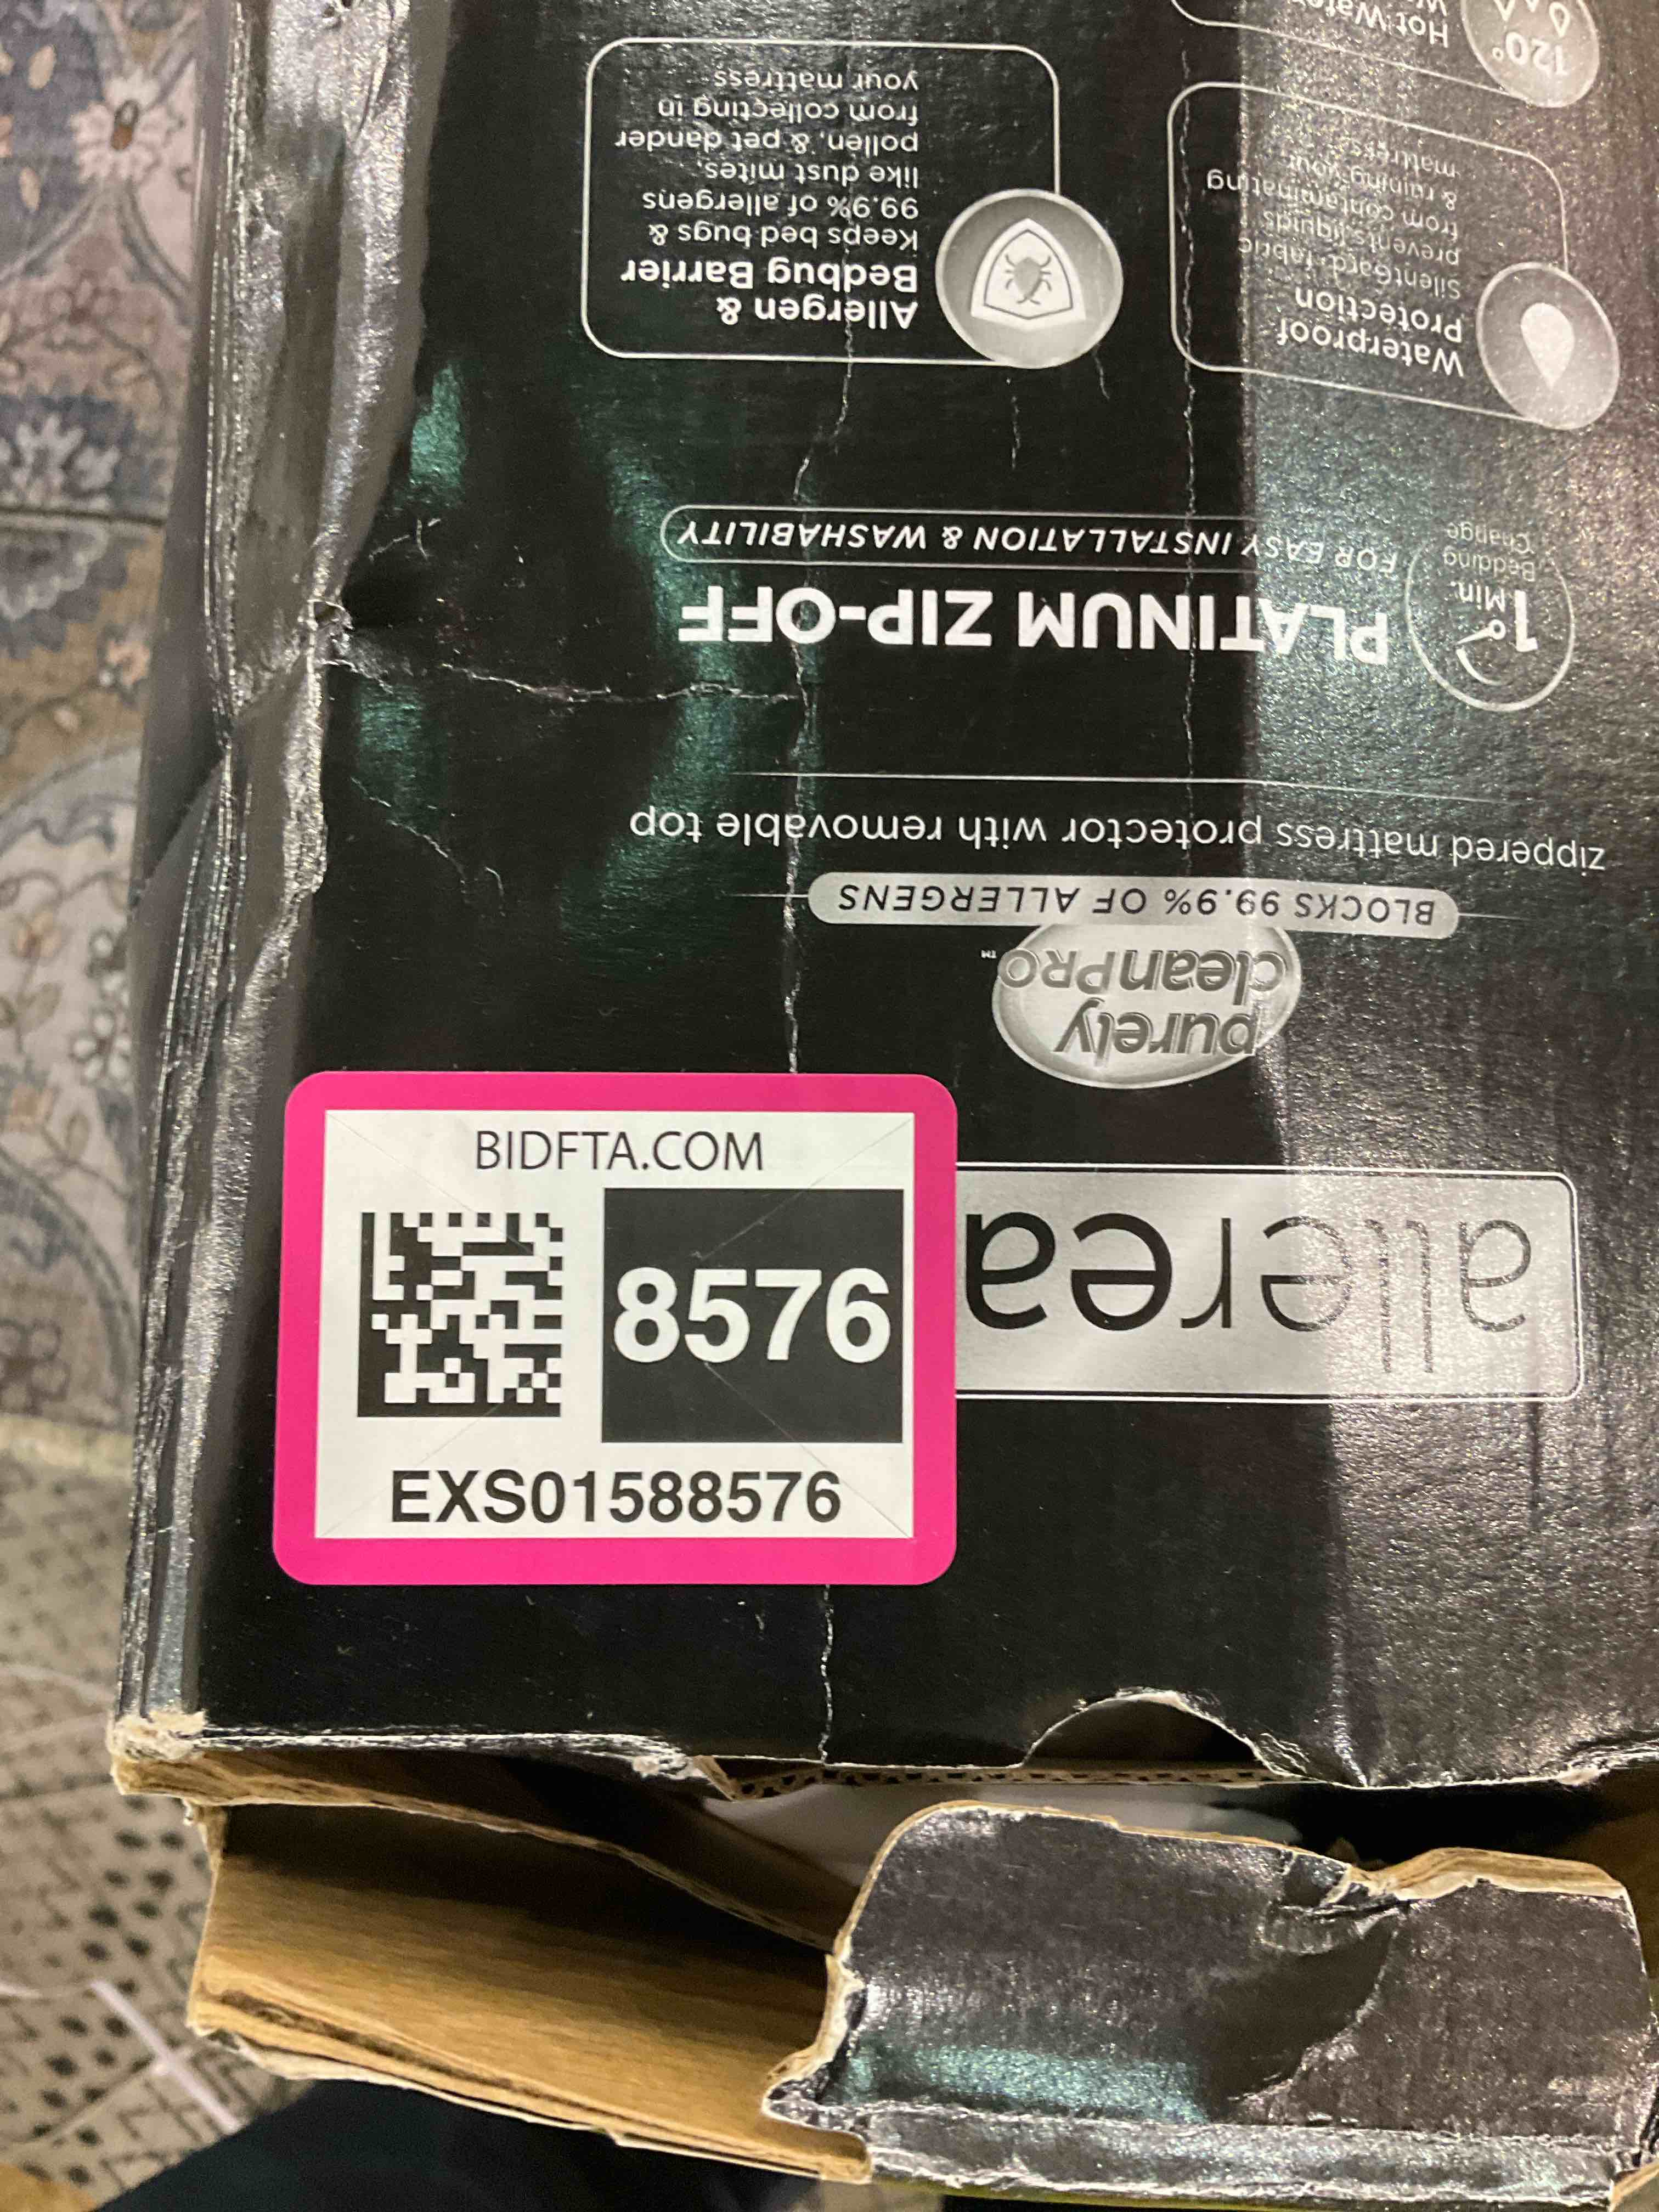 BIDFTA.COM
8576
EXS01588576
allerea
purely
cleanPRO™
BLOCKS 99.9% OF ALLERGENS
zippered mattress protector with removable top
1 Min.
Bedding
Change
PLATINUM ZIP-OFF
FOR EASY INSTALLATION & WASHABILITY
Waterproof
Protection
SilentGard fabric
prevents liquids
from contaminating
& ruining your
mattress
Allergen &
Bedbug Barrier
Keeps bed bugs &
99.9% of allergens
like dust mites,
pollen, & pet dander
from collecting in
your mattress
120°
Hot Water